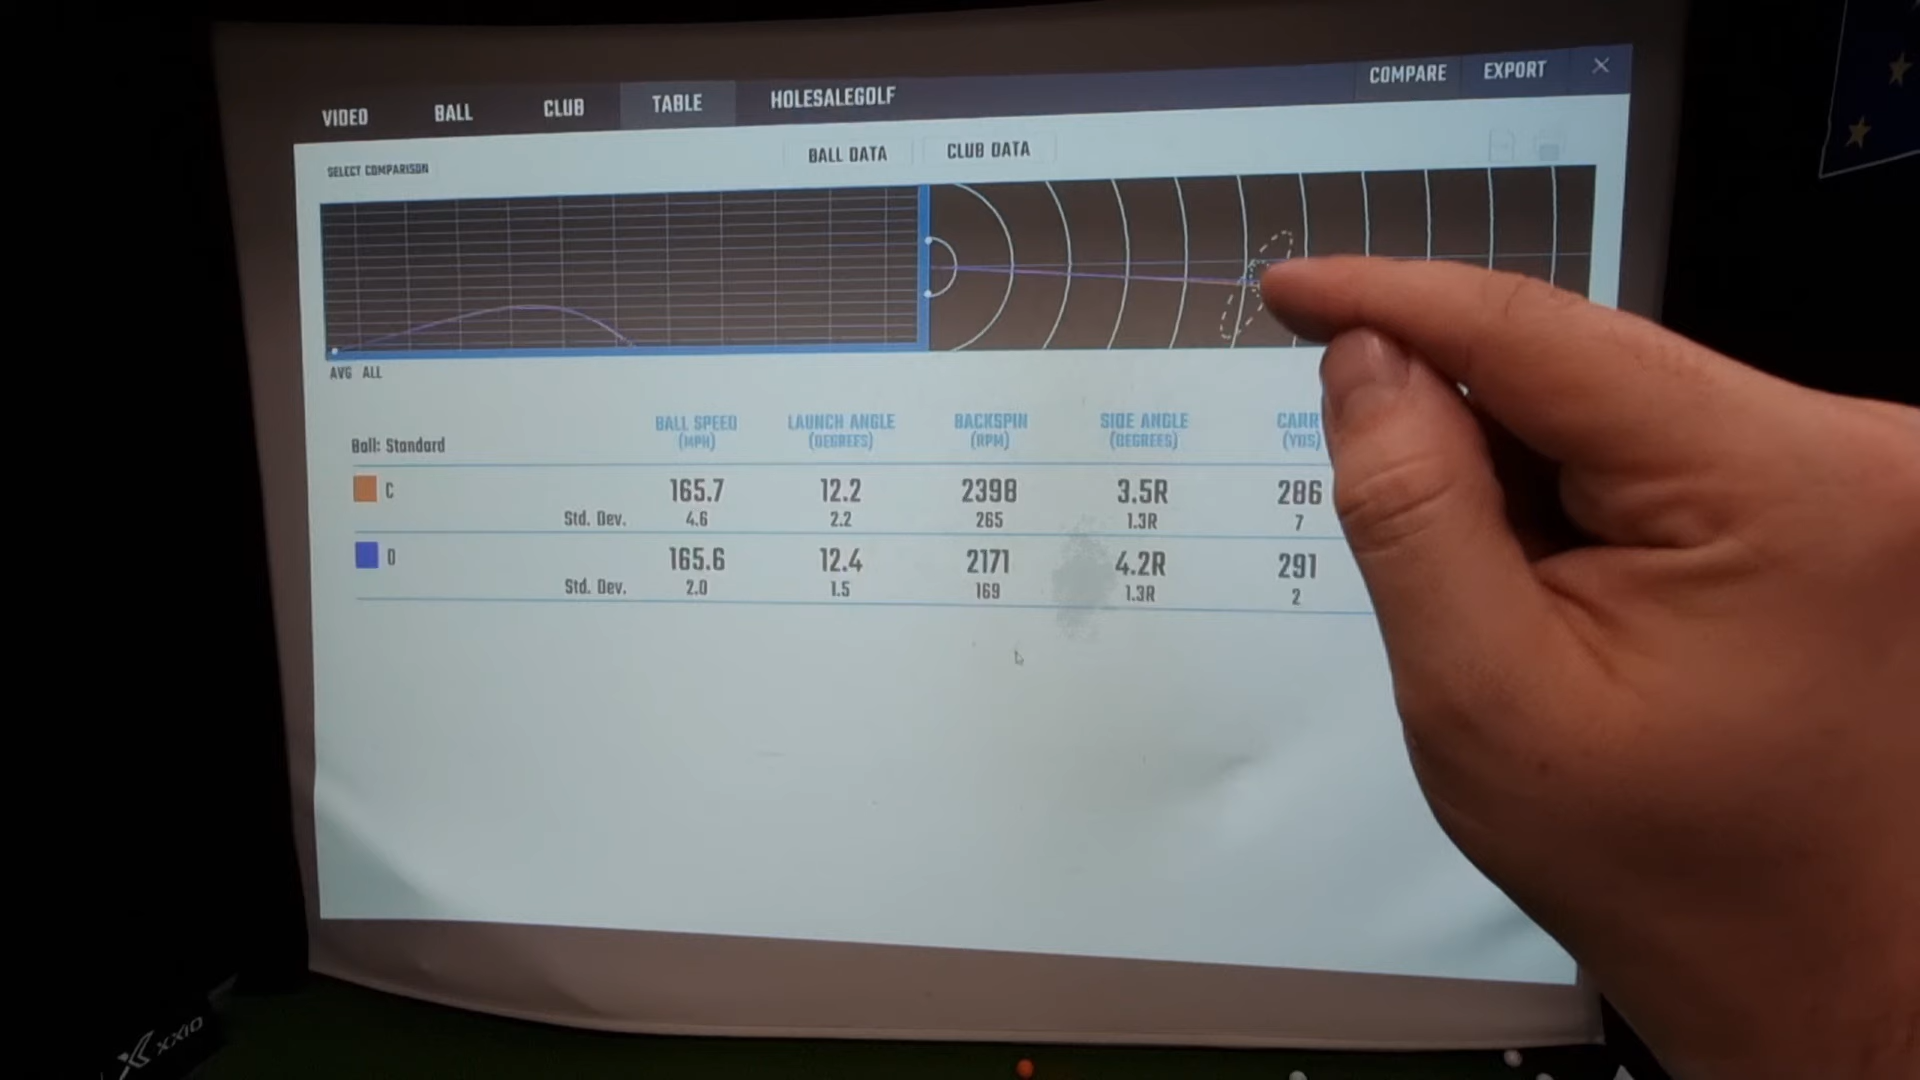 VIDEO BALL CLUB TABLE HOLESALEGOLF COMPARE EXPORT ×
SELECT COMPARISON BALL DATA CLUB DATA
AVG ALL
Ball: Standard BALL SPEED LAUNCH ANGLE BACKSPIN SIDE ANGLE CARR
(MPH) (DEGREES) (RPM) (DEGREES) (YDS)
C 165.7 12.2 2398 3.5R 286
Std. Dev. 4.6 2.2 265 1.3R 7
D 165.6 12.4 2171 4.2R 291
Std. Dev. 2.0 1.5 169 1.3R 2
XXIO